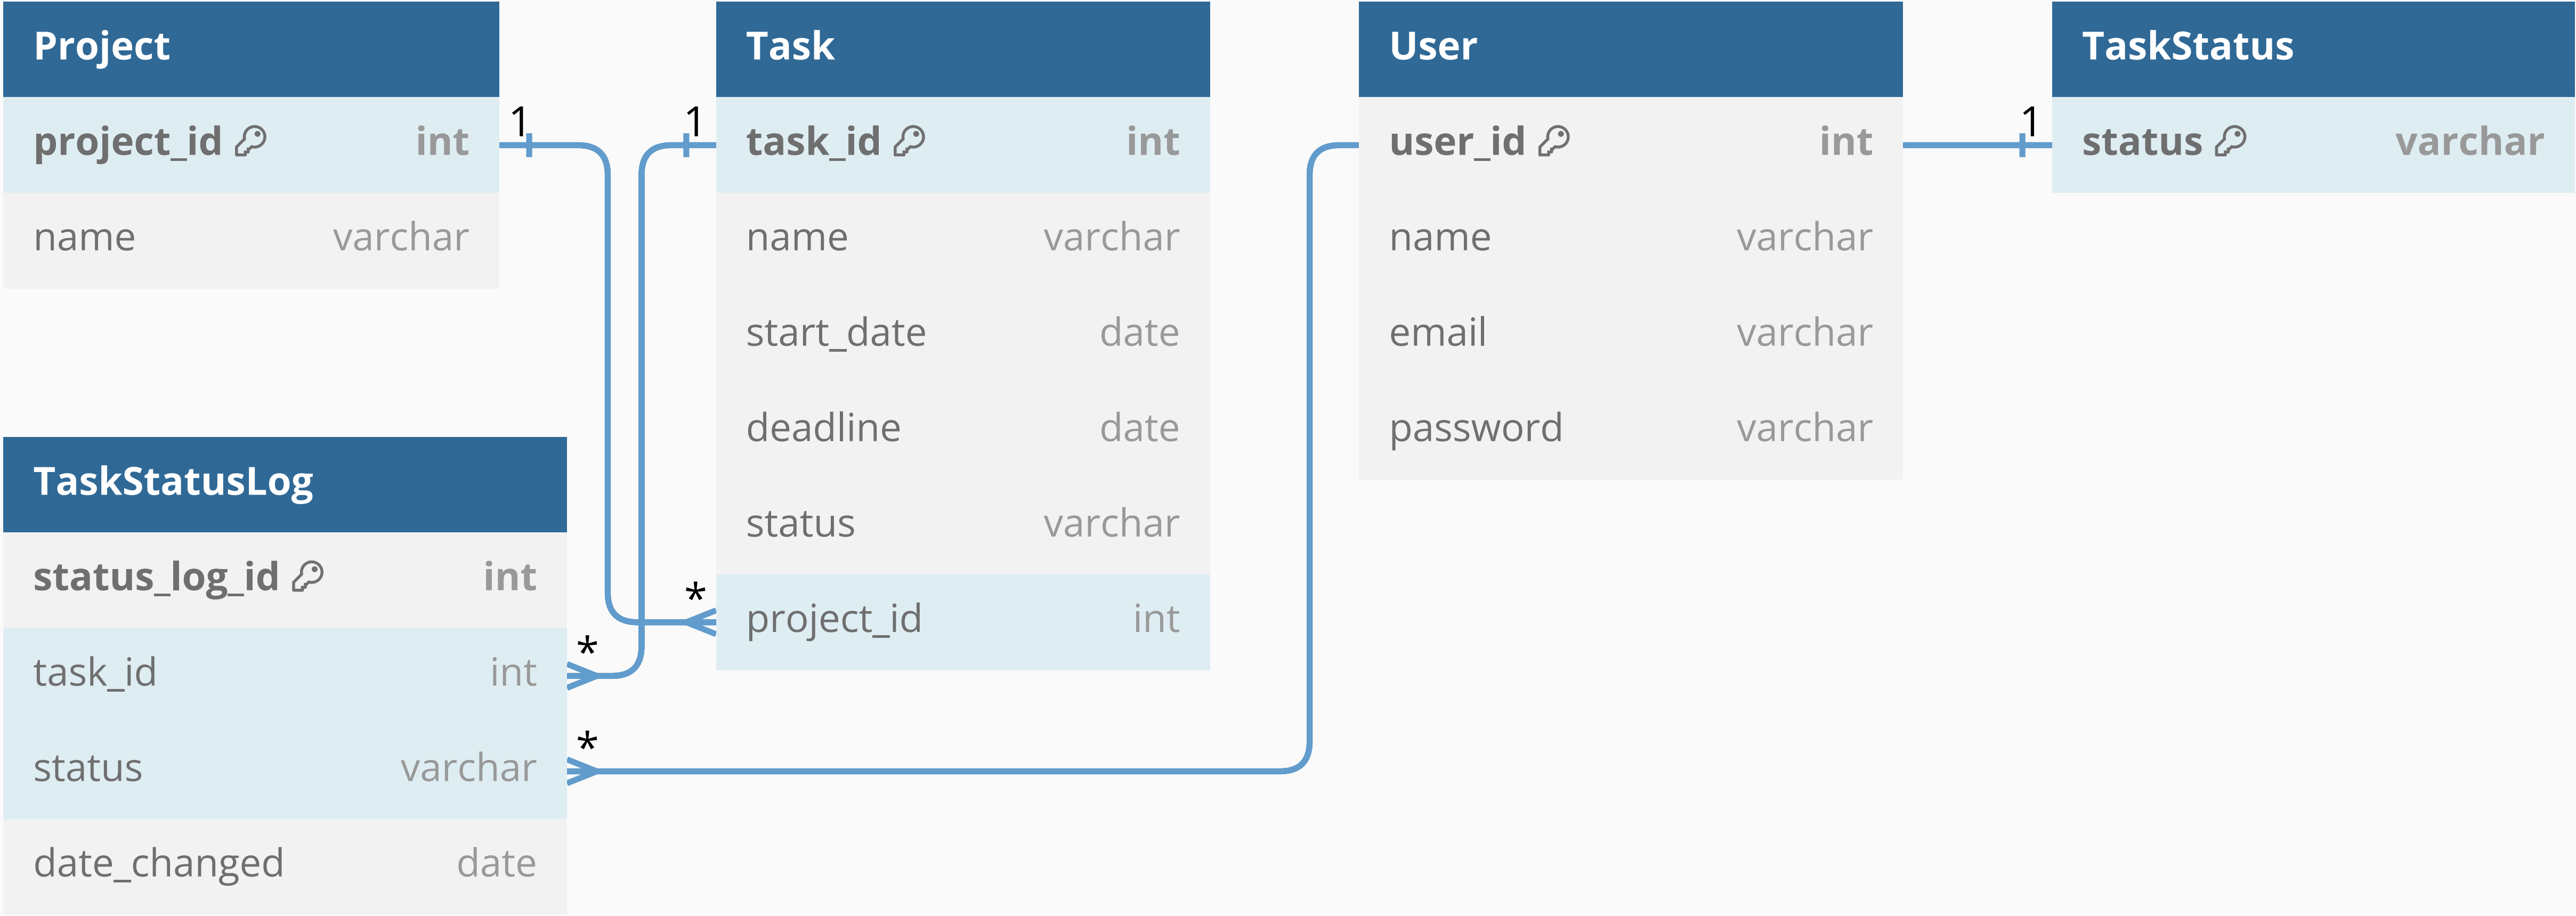 Project
project_id int
name varchar
1
1
*
Task
task_id int
name varchar
start_date date
deadline date
status varchar
project_id int
User
user_id int
name varchar
email varchar
password varchar
1
TaskStatus
status varchar
TaskStatusLog
status_log_id int
task_id int
status varchar
date_changed date
*
*